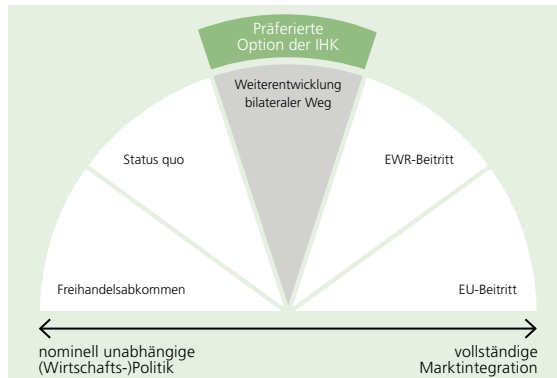 Präferierte
Option der IHK
Weiterentwicklung
bilateraler Weg
Status quo
EWR-Beitritt
Freihandelsabkommen
EU-Beitritt
nominell unabhängige
(Wirtschafts-)Politik
vollständige
Marktintegration